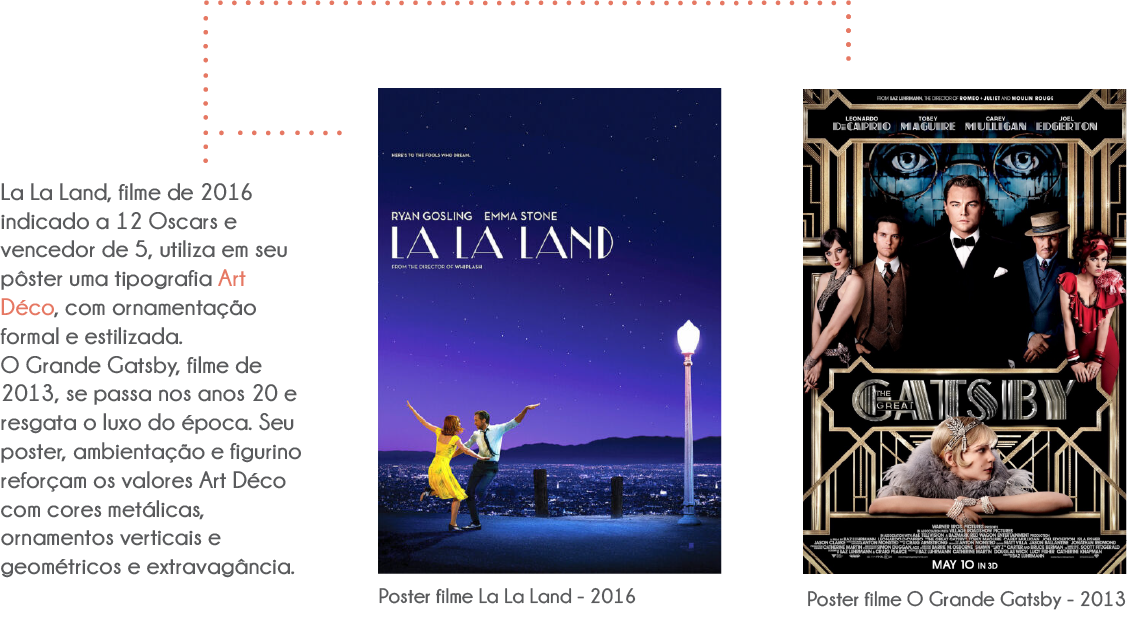 La La Land, filme de 2016
indicado a 12 Oscars e
vencedor de 5, utiliza em seu
pôster uma tipografia Art
Déco, com ornamentação
formal e estilizada.
O Grande Gatsby, filme de
2013, se passa nos anos 20 e
resgata o luxo do época. Seu
poster, ambientação e figurino
reforçam os valores Art Déco
com cores metálicas,
ornamentos verticais e
geométricos e extravagância.
HERE'S TO THE FOOLS WHO DREAM.
RYAN GOSLING EMMA STONE
LA LA LAND
FROM THE DIRECTOR OF WHIPLASH
Poster filme La La Land - 2016
FROM BAZ LUHRMANN, THE DIRECTOR OF ROMEO + JULIET AND MOULIN ROUGE
LEONARDO DiCAPRIO TOBEY MAGUIRE CAREY MULLIGAN JOEL EDGERTON
THE GREAT GATSBY
WARNER BROS. PICTURES PRESENTS
MAY 10 IN 3D
Poster filme O Grande Gatsby - 2013